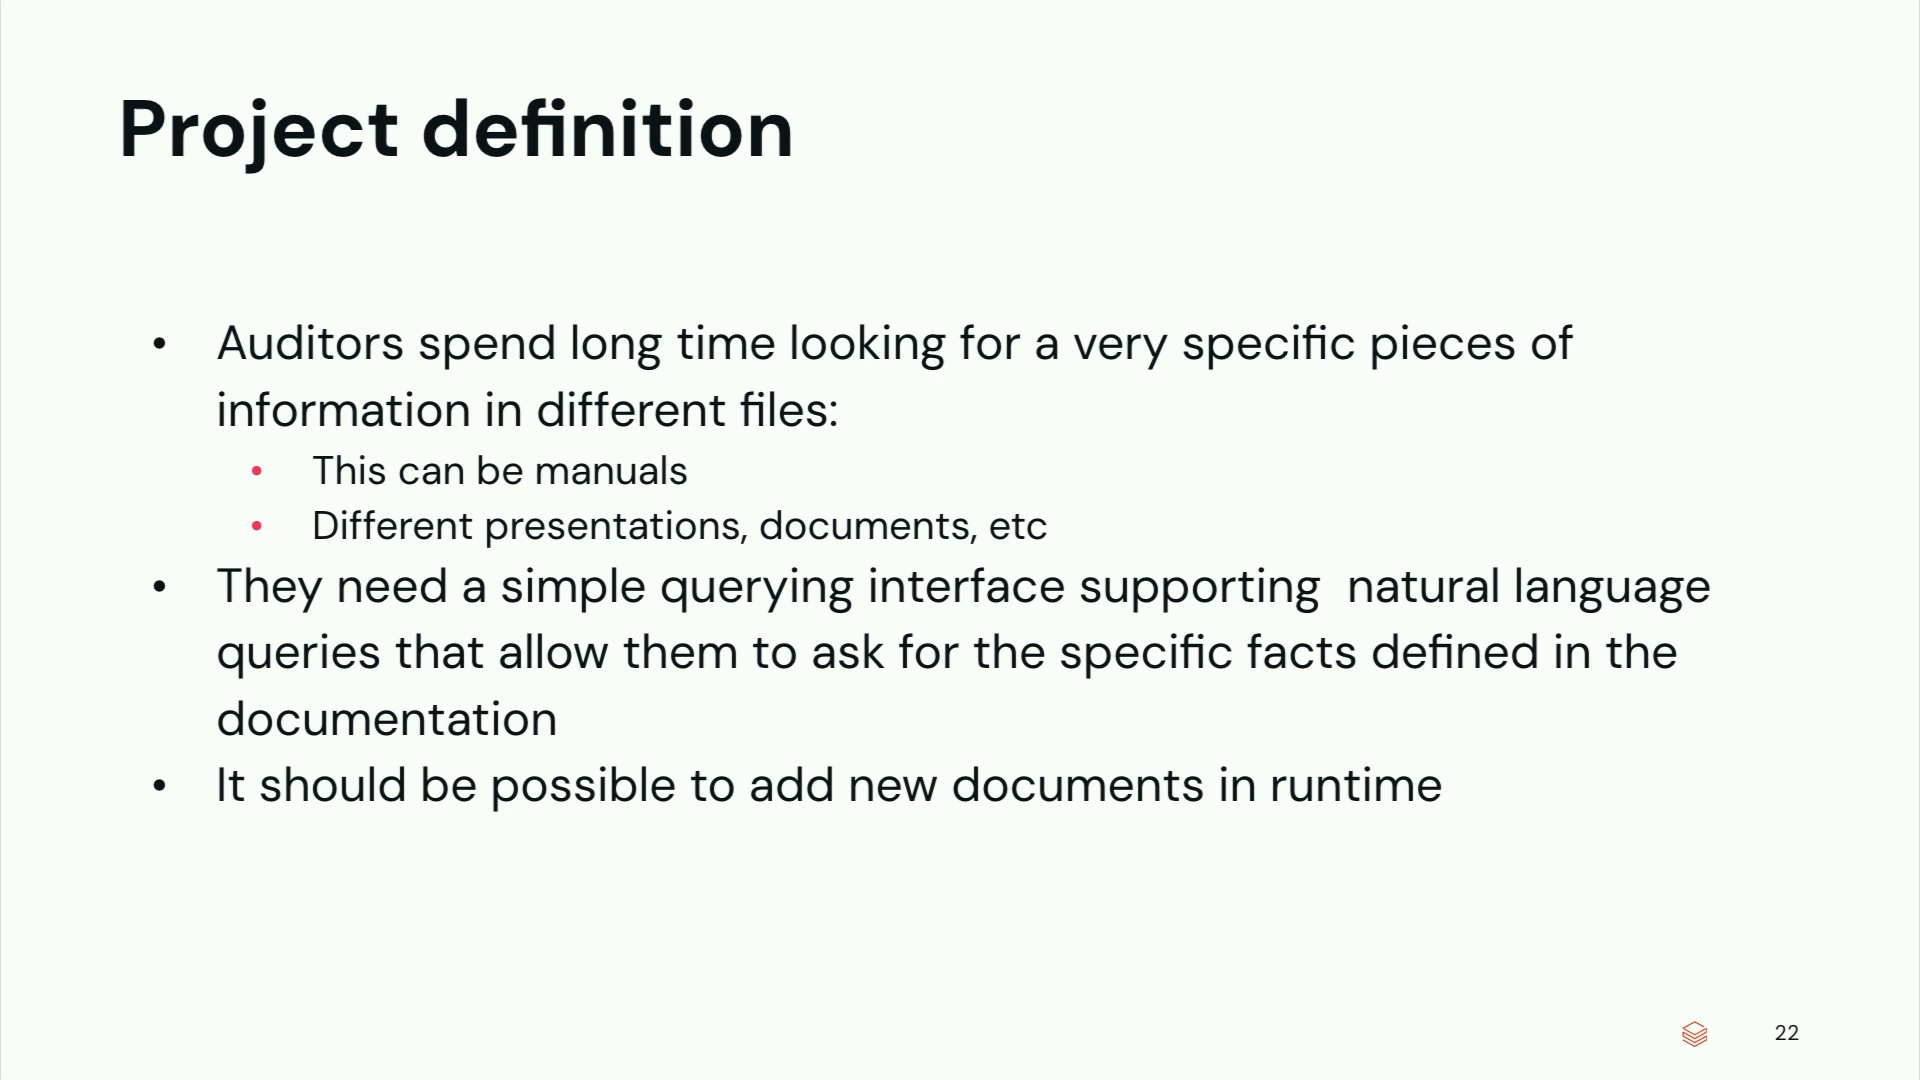 Project definition
• Auditors spend long time looking for a very specific pieces of
information in different files:
• This can be manuals
• Different presentations, documents, etc
• They need a simple querying interface supporting  natural language
queries that allow them to ask for the specific facts defined in the
documentation
• It should be possible to add new documents in runtime
22